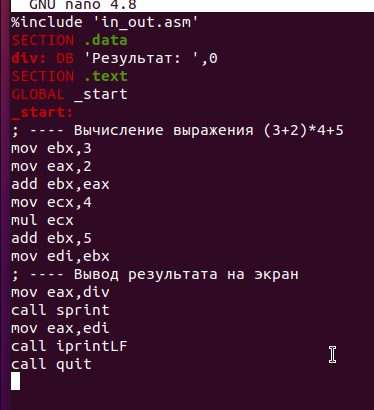 GNU nano 4.8
%include 'in_out.asm'
SECTION .data
div: DB 'Результат: ',0
SECTION .text
GLOBAL _start
_start:
; ---- Вычисление выражения (3+2)*4+5
mov ebx,3
mov eax,2
add ebx,eax
mov ecx,4
mul ecx
add ebx,5
mov edi,ebx
; ---- Вывод результата на экран
mov eax,div
call sprint
mov eax,edi
call iprintLF
call quit